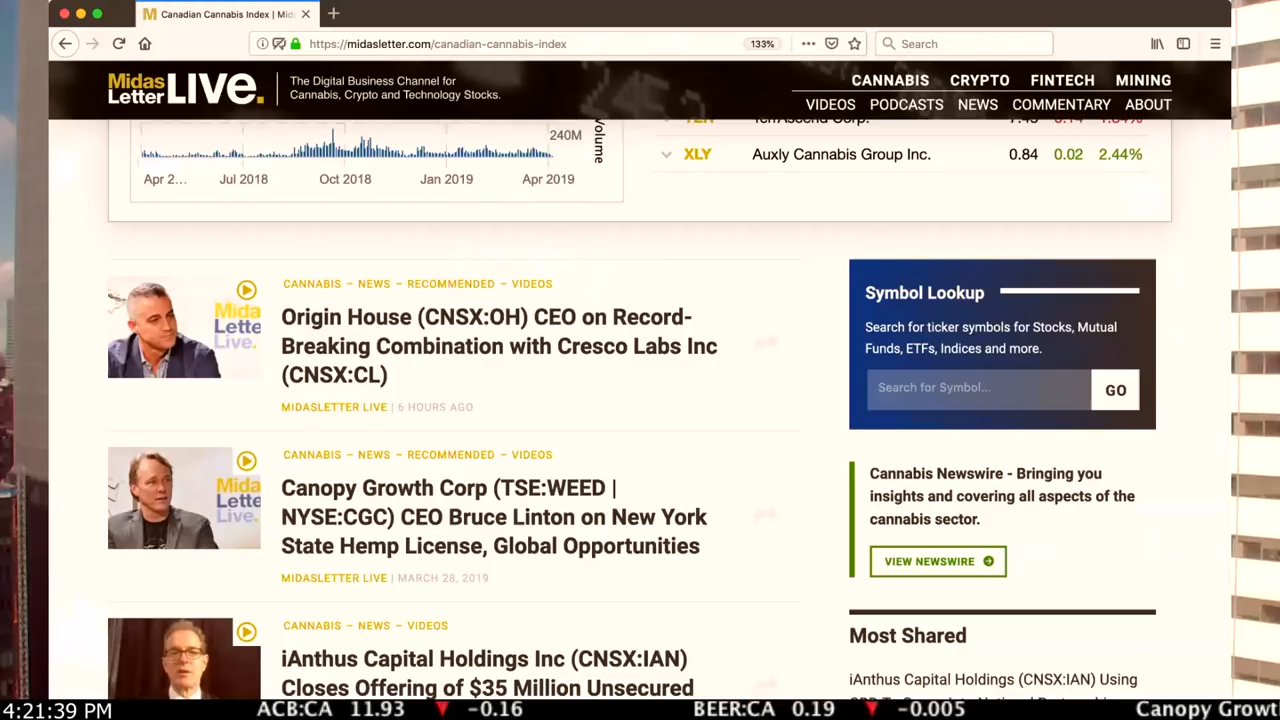 Canadian Cannabis Index | Mid
https://midasletter.com/canadian-cannabis-index
133%
Search
Midas Letter LIVE.
The Digital Business Channel for
Cannabis, Crypto and Technology Stocks.
CANNABIS CRYPTO FINTECH MINING
VIDEOS PODCASTS NEWS COMMENTARY ABOUT
240M
Volume
Apr 2... Jul 2018 Oct 2018 Jan 2019 Apr 2019
TerrAscend Corp.
XLY Auxly Cannabis Group Inc. 0.84 0.02 2.44%
CANNABIS – NEWS – RECOMMENDED – VIDEOS
Origin House (CNSX:OH) CEO on Record-
Breaking Combination with Cresco Labs Inc
(CNSX:CL)
MIDASLETTER LIVE | 6 HOURS AGO
CANNABIS – NEWS – RECOMMENDED – VIDEOS
Canopy Growth Corp (TSE:WEED |
NYSE:CGC) CEO Bruce Linton on New York
State Hemp License, Global Opportunities
MIDASLETTER LIVE | MARCH 28, 2019
CANNABIS – NEWS – VIDEOS
iAnthus Capital Holdings Inc (CNSX:IAN)
Closes Offering of $35 Million Unsecured
Symbol Lookup
Search for ticker symbols for Stocks, Mutual
Funds, ETFs, Indices and more.
Search for Symbol...
GO
Cannabis Newswire - Bringing you
insights and covering all aspects of the
cannabis sector.
VIEW NEWSWIRE
Most Shared
iAnthus Capital Holdings (CNSX:IAN) Using
4:21:39 PM ACB:CA 11.93 -0.16 BEER:CA 0.19 -0.005 Canopy Growt